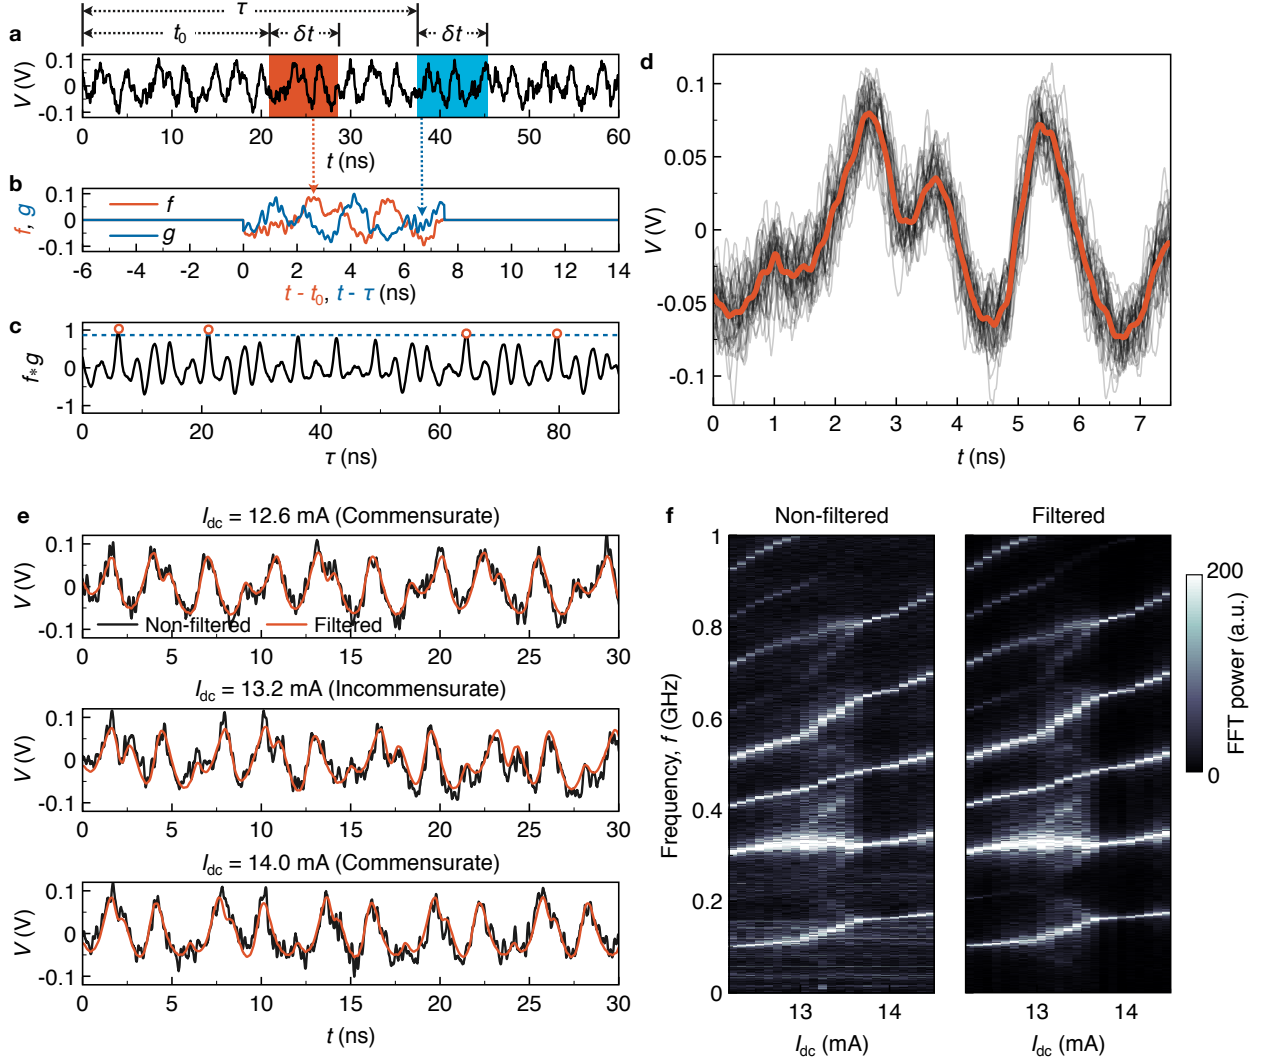 τ
a
t0
δt
δt
V (V)
0.1
0
-0.1
0
10
20
30
40
50
60
t (ns)
b
f, g
0.1
0
-0.1
f
g
-6
-4
-2
0
2
4
6
8
10
12
14
t - t0, t - τ (ns)
c
f*g
1
0
-1
0
20
40
60
80
τ (ns)
d
V (V)
0.1
0.05
0
-0.05
-0.1
0
1
2
3
4
5
6
7
t (ns)
e
Idc = 12.6 mA (Commensurate)
V (V)
0.1
0
-0.1
Non-filtered
Filtered
0
5
10
15
20
25
30
Idc = 13.2 mA (Incommensurate)
V (V)
0.1
0
-0.1
0
5
10
15
20
25
30
Idc = 14.0 mA (Commensurate)
V (V)
0.1
0
-0.1
0
5
10
15
20
25
30
t (ns)
f
Non-filtered
Filtered
Frequency, f (GHz)
1
0.8
0.6
0.4
0.2
0
13
14
Idc (mA)
13
14
Idc (mA)
200
0
FFT power (a.u.)